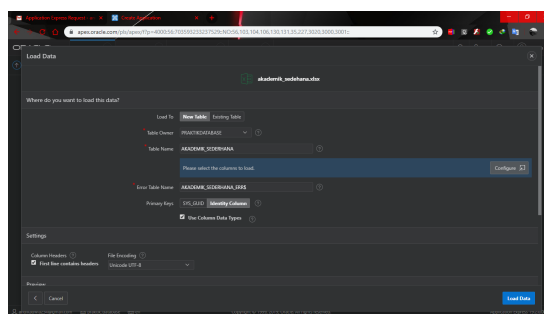 Create Application
apex.oracle.com/pls/apex/f?p=4000:56:
Load Data
akademik_sedehana.xlsx
Where do you want to load this data?
Load To New Table Existing Table
Table Owner PRAKTIKDATABASE
Table Name AKADEMIK_SEDERHANA
Please select the columns to load. Configure
Error Table Name AKADEMIK_SEDERHANA_ERR$
Primary Keys SYS_GUID Identity Column
Use Column Data Types
Settings
Column Headers File Encoding
First line contains headers Unicode UTF-8
Preview
Cancel Load Data